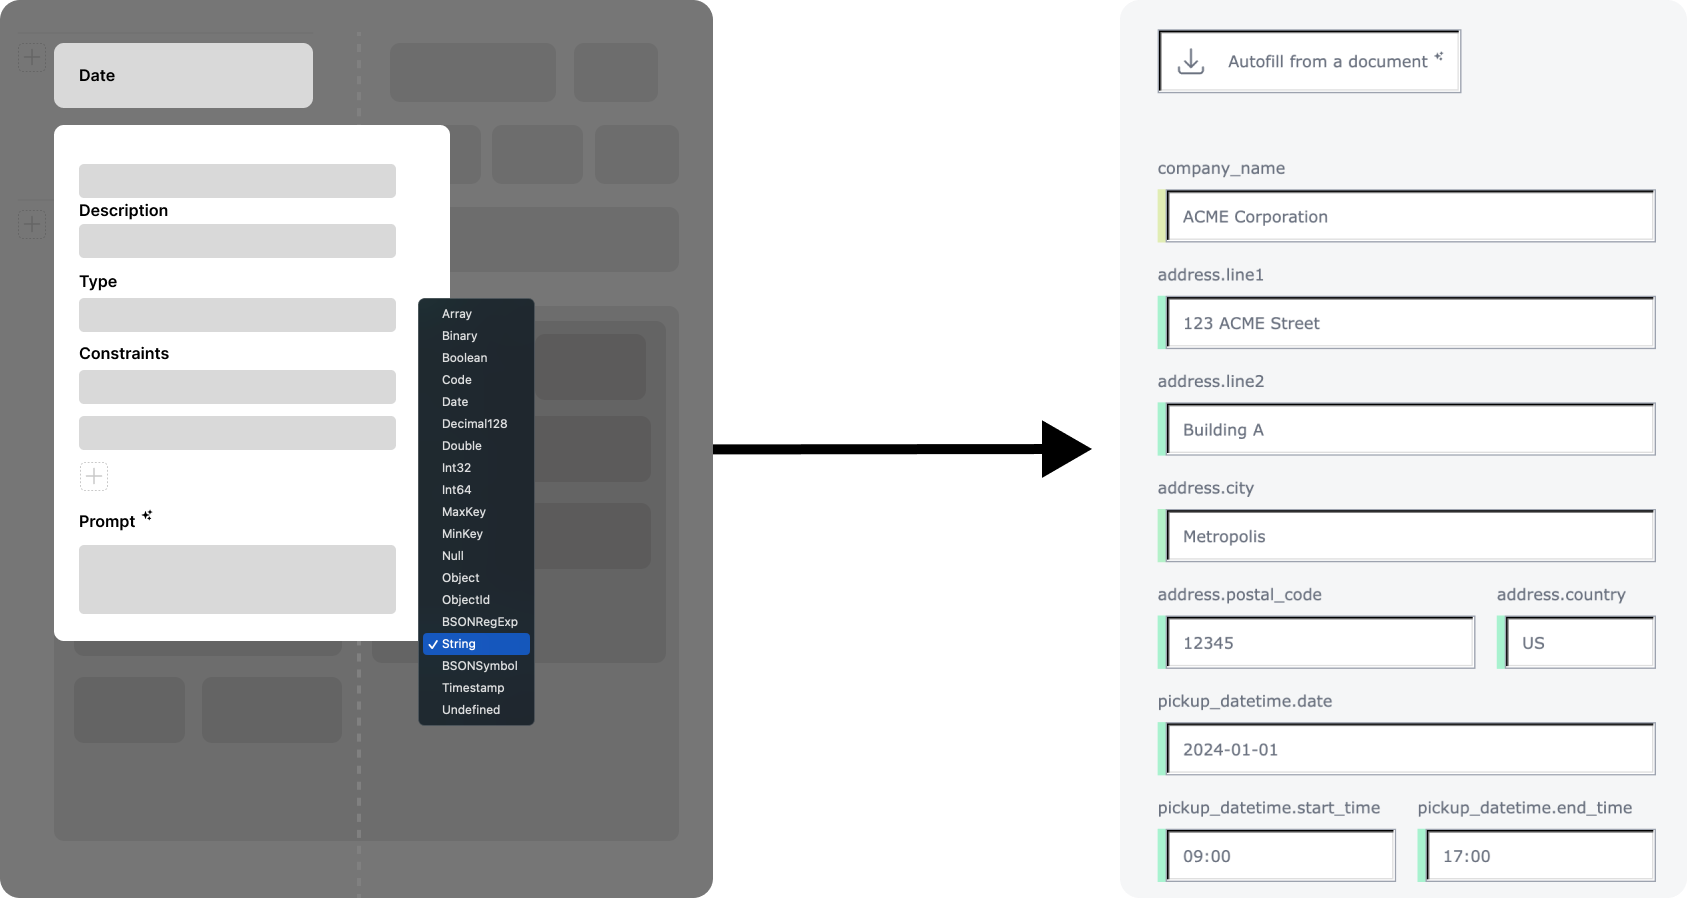 Date
Description
Type
Constraints
Prompt
Array
Binary
Boolean
Code
Date
Decimal128
Double
Int32
Int64
MaxKey
MinKey
Null
Object
ObjectId
BSONRegExp
String
BSONSymbol
Timestamp
Undefined
Autofill from a document
company_name
ACME Corporation
address.line1
123 ACME Street
address.line2
Building A
address.city
Metropolis
address.postal_code address.country
12345 US
pickup_datetime.date
2024-01-01
pickup_datetime.start_time pickup_datetime.end_time
09:00 17:00